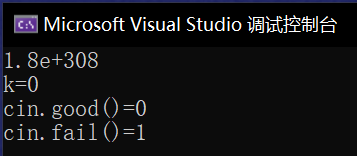 Microsoft Visual Studio 调试控制台
1.8e+308
k=0
cin.good()=0
cin.fail()=1